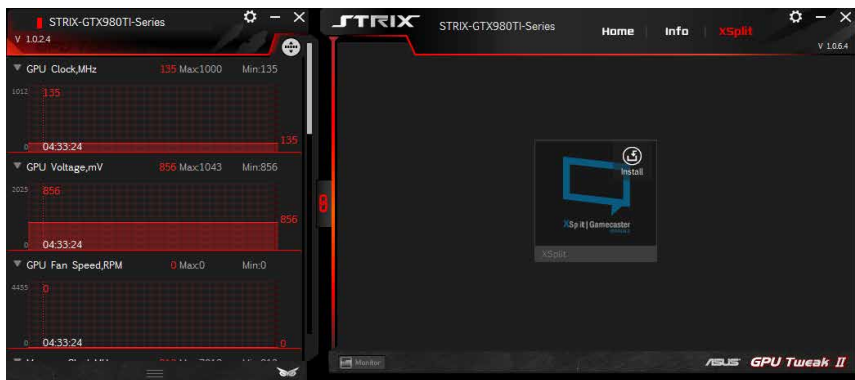 STRIX-GTX980TI-Series
V 1.0.2.4
GPU Clock,MHz 135 Max:1000 Min:135
1012 135
135
0 04:33:24
GPU Voltage,mV 856 Max:1043 Min:856
2025 856
856
0 04:33:24
GPU Fan Speed,RPM 0 Max:0 Min:0
4455 0
0
0 04:33:24
STRIX STRIX-GTX980TI-Series Home Info XSplit
V 1.0.6.4
Install
XSplit | Gamecaster
XSplit
Monitor
ASUS GPU Tweak II